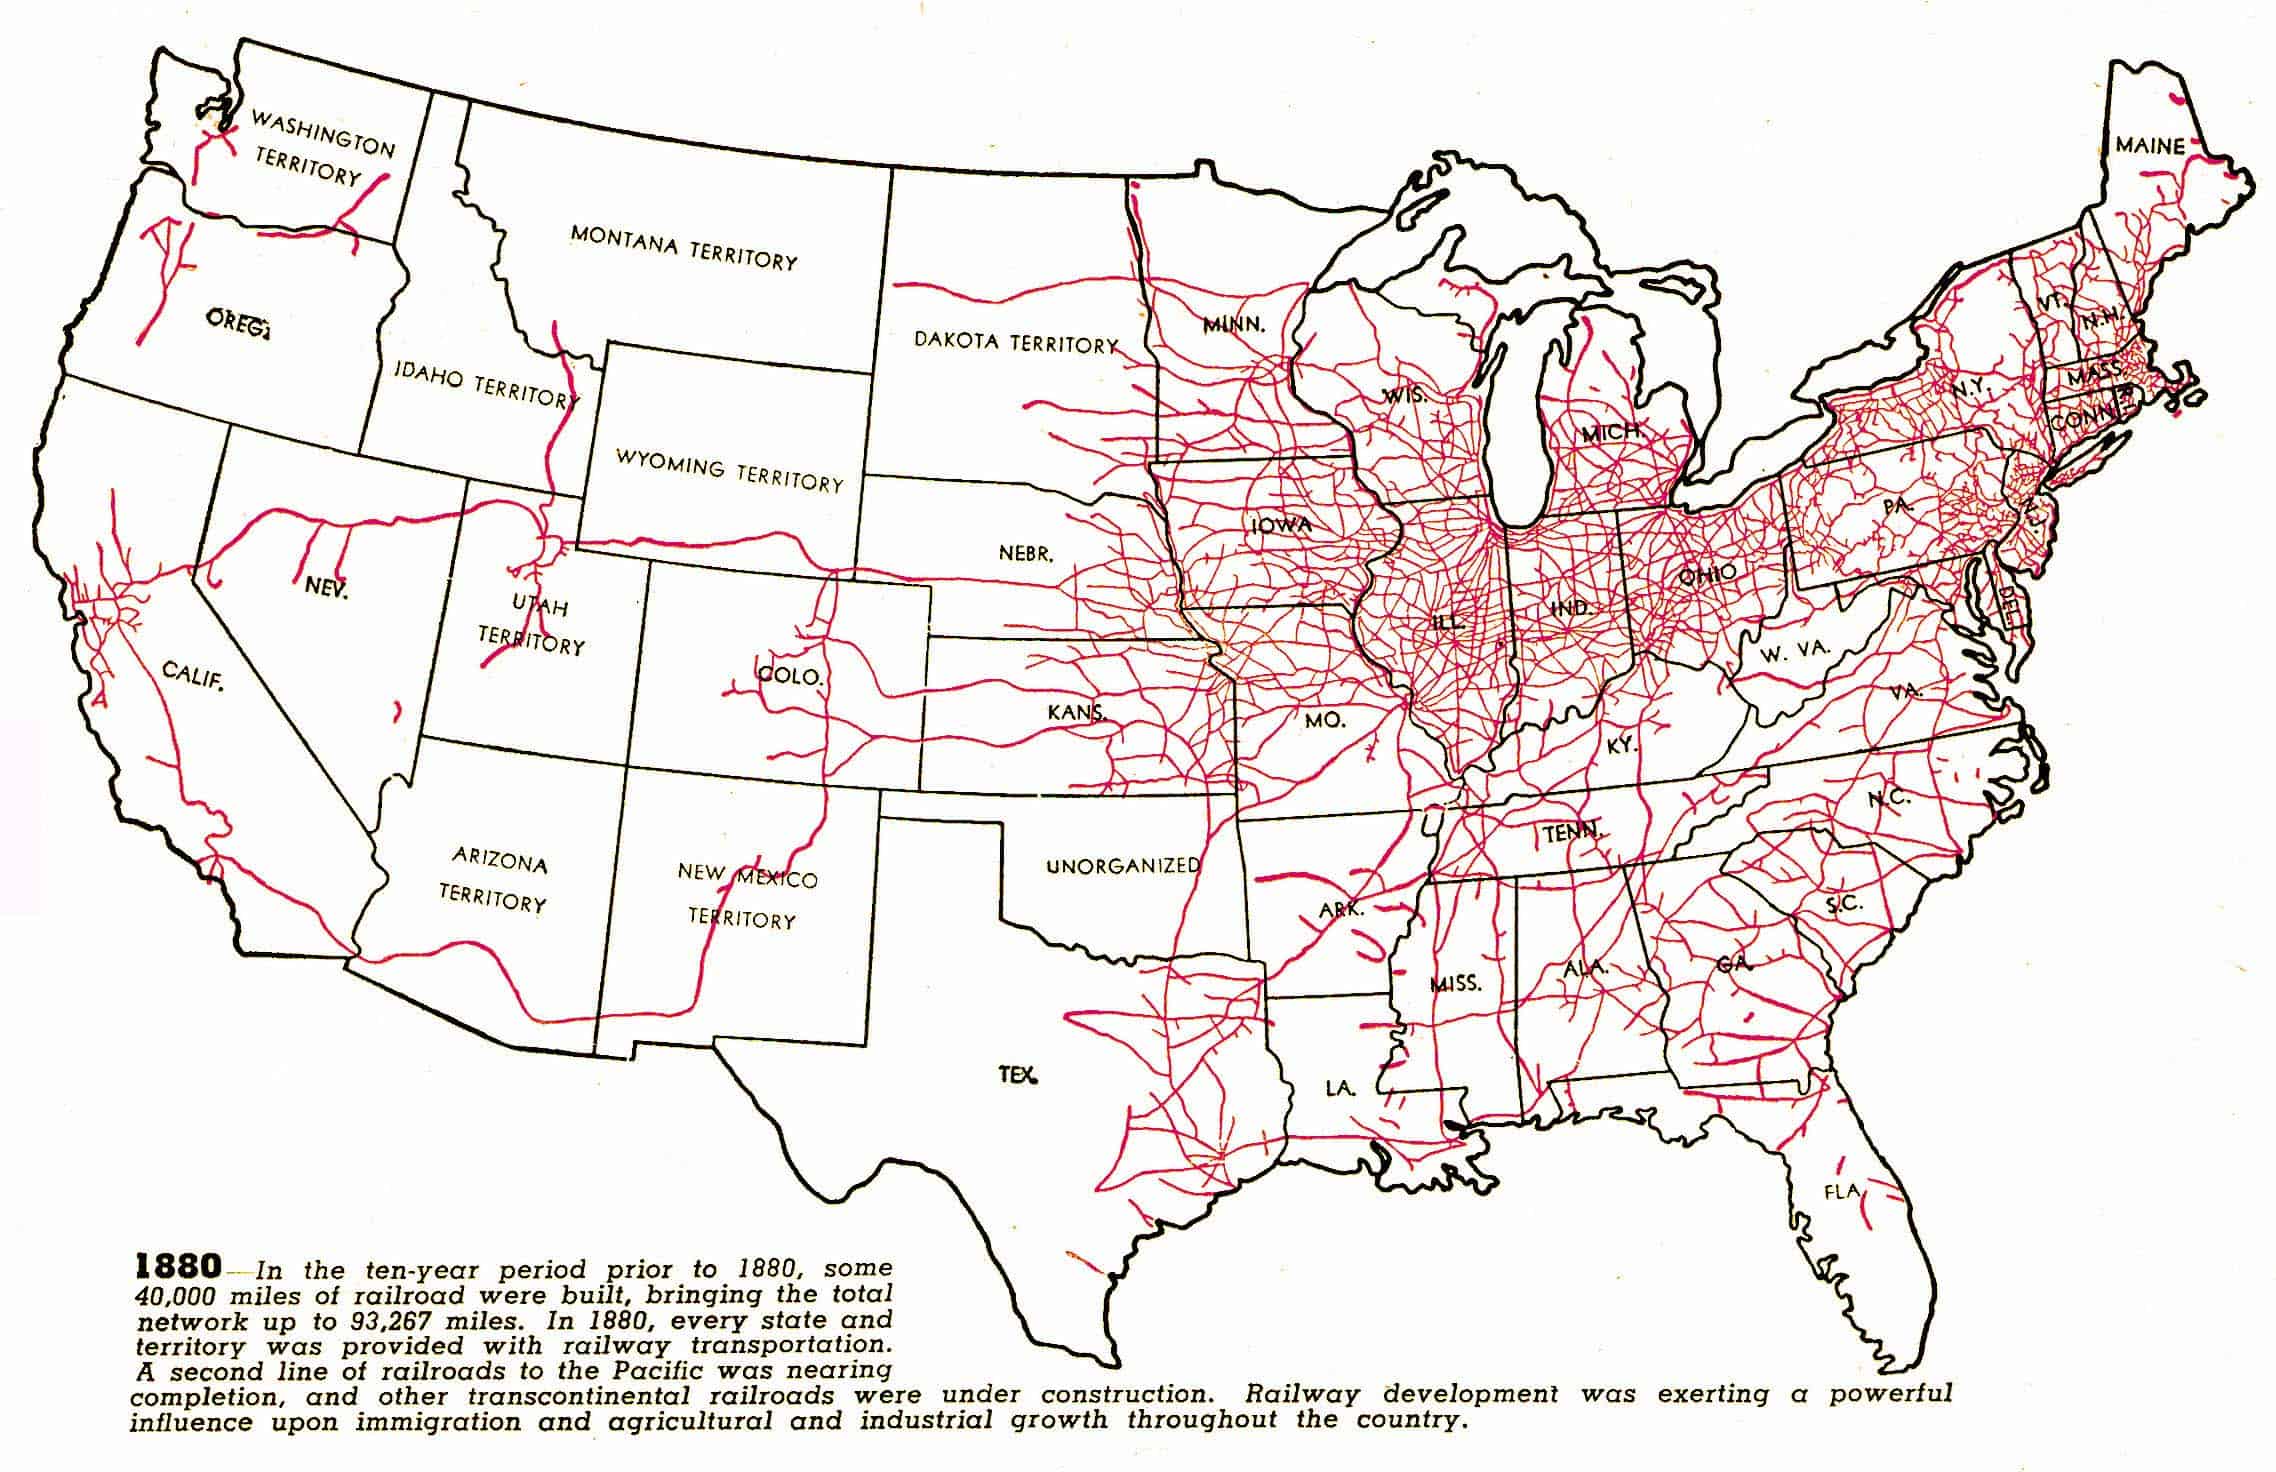 WASHINGTON
TERRITORY
MAINE
MONTANA TERRITORY
OREG.
IDAHO TERRITORY
DAKOTA TERRITORY
MINN.
VT.
N.H.
WYOMING TERRITORY
WIS.
MICH.
N.Y.
MASS.
CONN.
R.I.
NEBR.
IOWA
PA.
N.J.
NEV.
UTAH
TERRITORY
ILL.
IND.
OHIO
DEL.
CALIF.
COLO.
KANS.
MO.
W. VA.
VA.
KY.
ARIZONA
TERRITORY
NEW MEXICO
TERRITORY
UNORGANIZED
TENN.
N.C.
ARK.
S.C.
MISS.
ALA.
GA.
TEX.
LA.
FLA.
1880—In the ten-year period prior to 1880, some
40,000 miles of railroad were built, bringing the total
network up to 93,267 miles. In 1880, every state and
territory was provided with railway transportation.
A second line of railroads to the Pacific was nearing
completion, and other transcontinental railroads were under construction. Railway development was exerting a powerful
influence upon immigration and agricultural and industrial growth throughout the country.